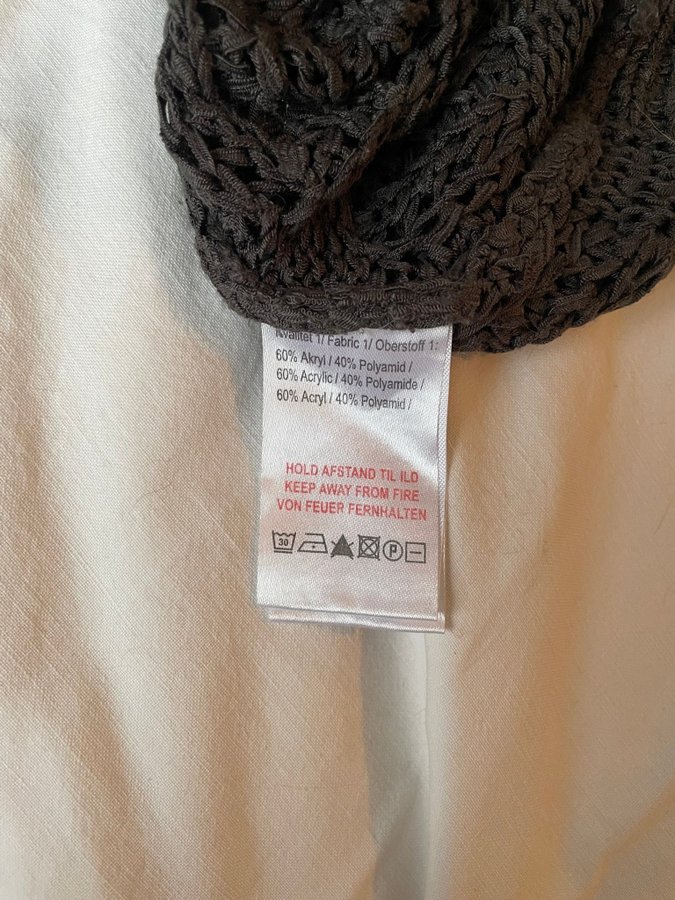 Kvalitet 1/ Fabric 1/ Oberstoff 1:
60% Akryl / 40% Polyamid /
60% Acrylic / 40% Polyamide /
60% Acryl / 40% Polyamid /
HOLD AFSTAND TIL ILD
KEEP AWAY FROM FIRE
VON FEUER FERNHALTEN
30 P